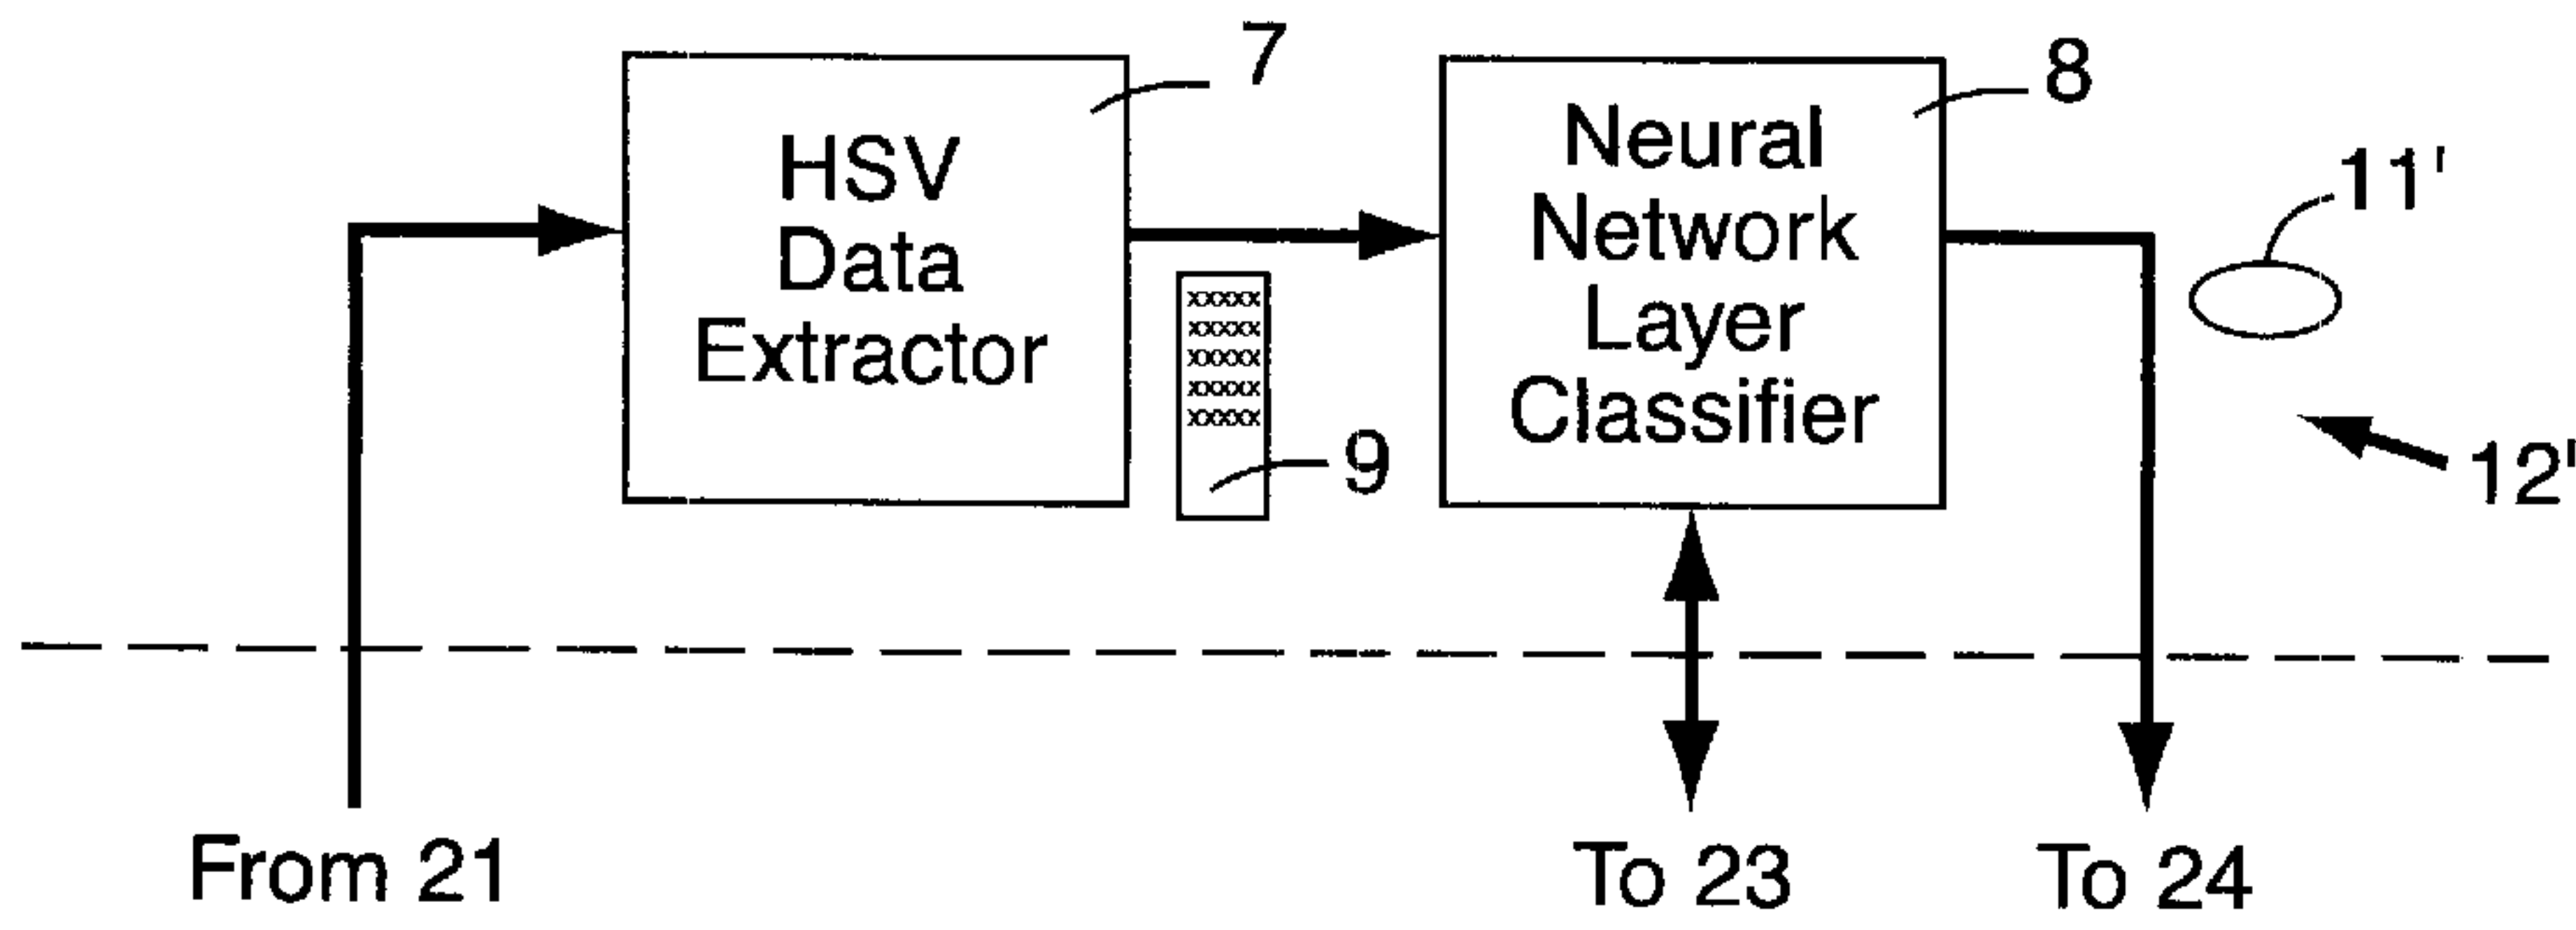 7
HSV
Data
Extractor
8
Neural
Network
Layer
Classifier
11'
xxxxx
xxxxx
xxxxx
xxxxx
xxxxx
9
12'
From 21
To 23
To 24